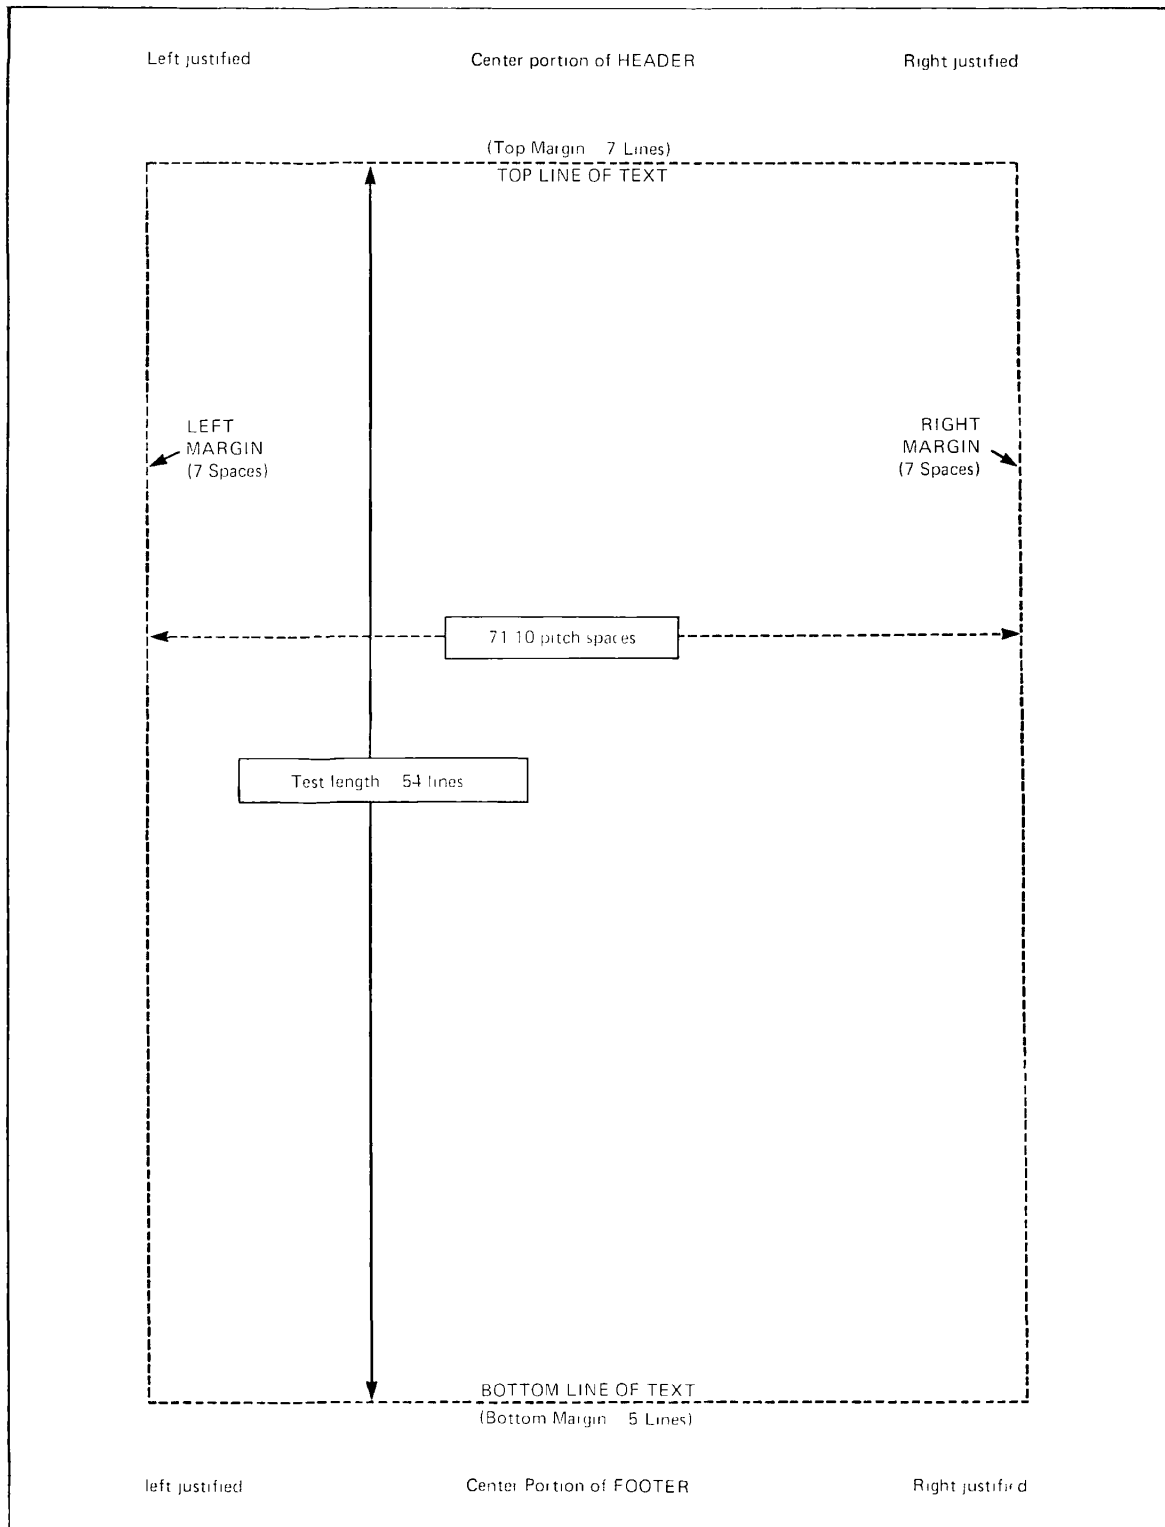 Left justified Center portion of HEADER Right justified
(Top Margin 7 Lines)
TOP LINE OF TEXT
LEFT
MARGIN
(7 Spaces)
RIGHT
MARGIN
(7 Spaces)
71 10 pitch spaces
Test length 54 lines
BOTTOM LINE OF TEXT
(Bottom Margin 5 Lines)
left justified Center Portion of FOOTER Right justified